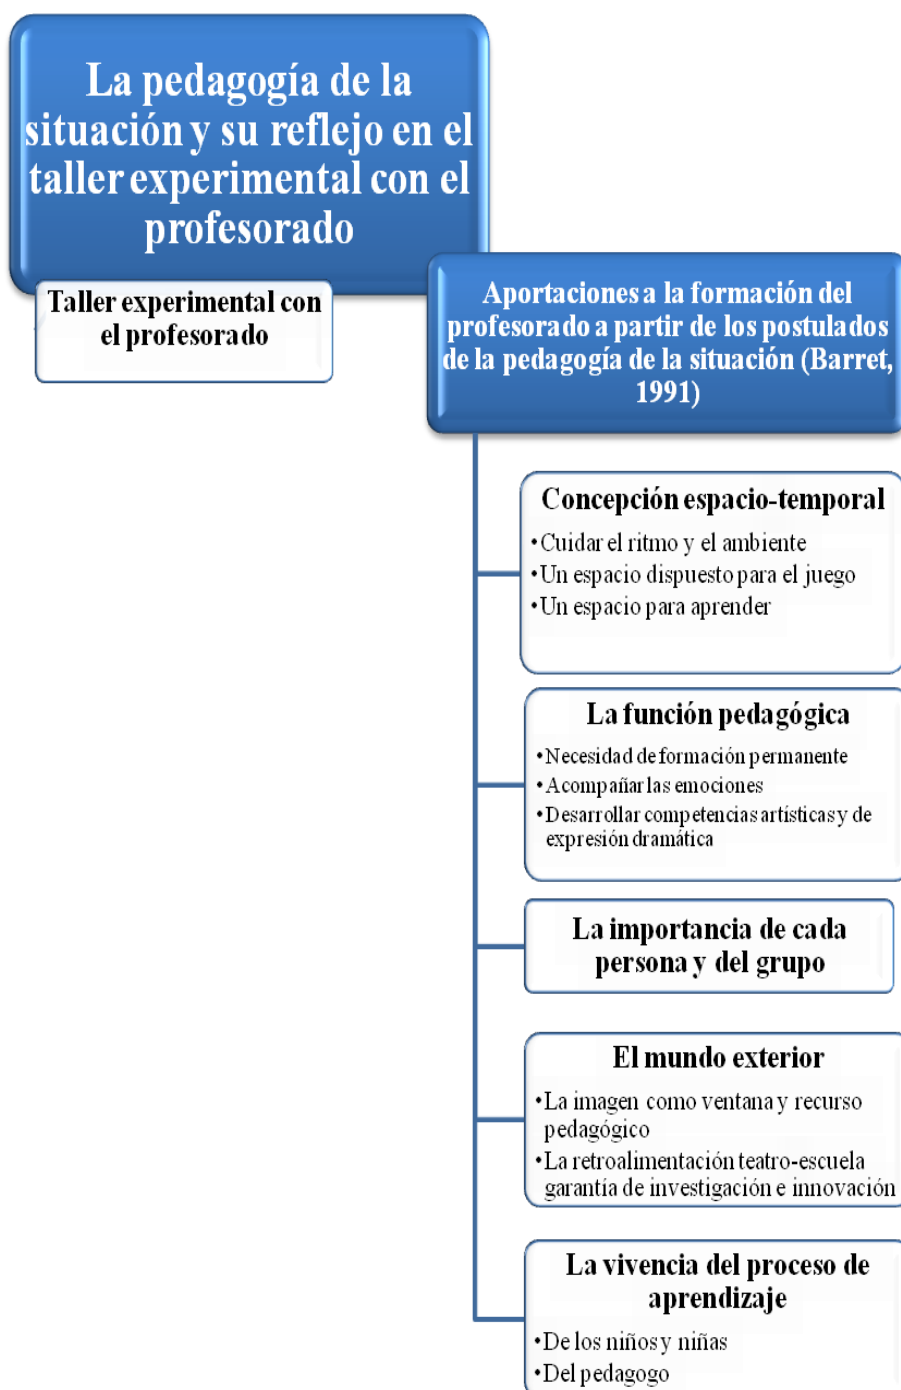 La pedagogía de la
situación y su reflejo en el
taller experimental con el
profesorado
Taller experimental con
el profesorado
Aportaciones a la formación del
profesorado a partir de los postulados
de la pedagogía de la situación (Barret,
1991)
Concepción espacio-temporal
•Cuidar el ritmo y el ambiente
•Un espacio dispuesto para el juego
•Un espacio para aprender
La función pedagógica
•Necesidad de formación permanente
•Acompañar las emociones
•Desarrollar competencias artísticas y de
expresión dramática
La importancia de cada
persona y del grupo
El mundo exterior
•La imagen como ventana y recurso
pedagógico
•La retroalimentación teatro-escuela
garantía de investigación e innovación
La vivencia del proceso de
aprendizaje
•De los niños y niñas
•Del pedagogo